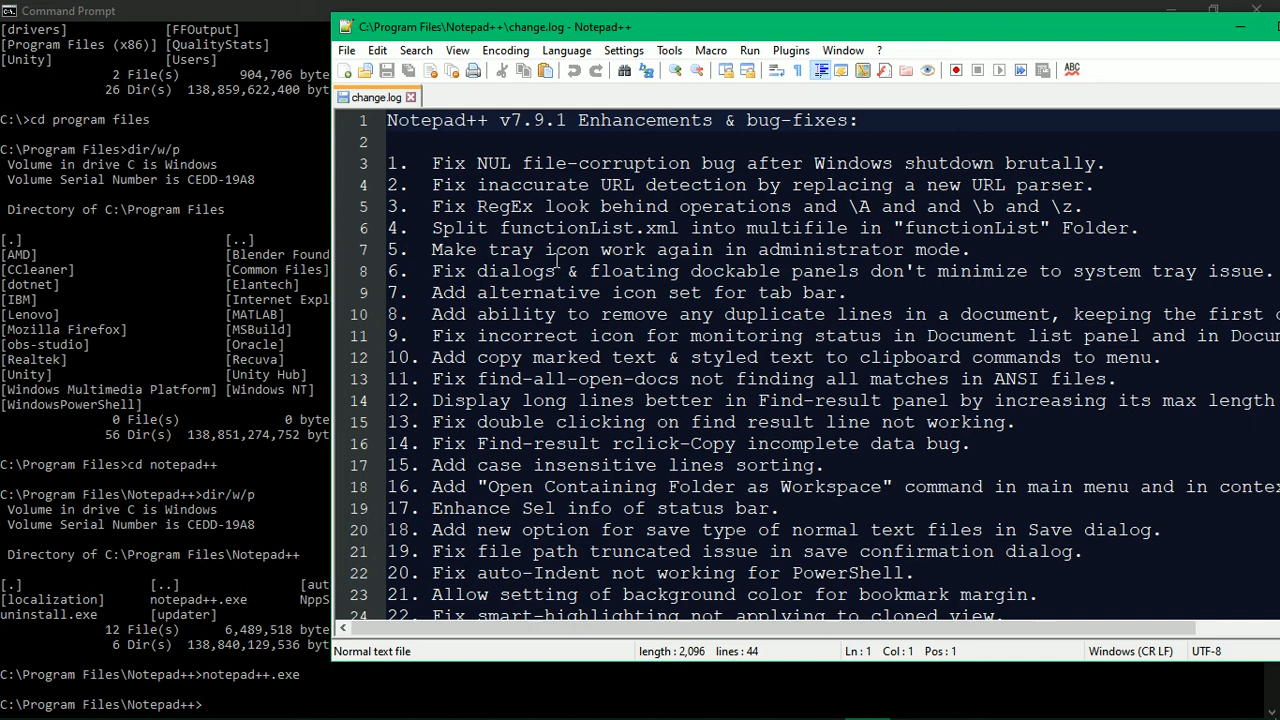 Command Prompt
[drivers] [FFOutput]
[Program Files (x86)] [QualityStats]
[Unity] [Users]
2 File(s) 904,706 byte
26 Dir(s) 138,859,622,400 byt
C:\>cd program files
C:\Program Files>dir/w/p
Volume in drive C is Windows
Volume Serial Number is CEDD-19A8
Directory of C:\Program Files
[.] [..]
[AMD] [Blender Foun
[CCleaner] [Common Files]
[dotnet] [Elantech]
[IBM] [Internet Expl
[Lenovo] [MATLAB]
[Mozilla Firefox] [MSBuild]
[obs-studio] [Oracle]
[Realtek] [Recuva]
[Unity] [Unity Hub]
[Windows Multimedia Platform] [Windows NT]
[WindowsPowerShell]
0 File(s) 0 byte
56 Dir(s) 138,851,274,752 byt
C:\Program Files>cd notepad++
C:\Program Files\Notepad++>dir/w/p
Volume in drive C is Windows
Volume Serial Number is CEDD-19A8
Directory of C:\Program Files\Notepad++
[.] [..] [aut
[localization] notepad++.exe NppS
uninstall.exe [updater]
12 File(s) 6,489,518 byte
6 Dir(s) 138,840,129,536 byt
C:\Program Files\Notepad++>notepad++.exe
C:\Program Files\Notepad++>
C:\Program Files\Notepad++\change.log - Notepad++
File Edit Search View Encoding Language Settings Tools Macro Run Plugins Window ?
ABC
change.log
1 Notepad++ v7.9.1 Enhancements & bug-fixes:
2
3 1. Fix NUL file-corruption bug after Windows shutdown brutally.
4 2. Fix inaccurate URL detection by replacing a new URL parser.
5 3. Fix RegEx look behind operations and \A and and \b and \z.
6 4. Split functionList.xml into multifile in "functionList" Folder.
7 5. Make tray icon work again in administrator mode.
8 6. Fix dialogs & floating dockable panels don't minimize to system tray issue.
9 7. Add alternative icon set for tab bar.
10 8. Add ability to remove any duplicate lines in a document, keeping the first o
11 9. Fix incorrect icon for monitoring status in Document list panel and in Docum
12 10. Add copy marked text & styled text to clipboard commands to menu.
13 11. Fix find-all-open-docs not finding all matches in ANSI files.
14 12. Display long lines better in Find-result panel by increasing its max length
15 13. Fix double clicking on find result line not working.
16 14. Fix Find-result rclick-Copy incomplete data bug.
17 15. Add case insensitive lines sorting.
18 16. Add "Open Containing Folder as Workspace" command in main menu and in contex
19 17. Enhance Sel info of status bar.
20 18. Add new option for save type of normal text files in Save dialog.
21 19. Fix file path truncated issue in save confirmation dialog.
22 20. Fix auto-Indent not working for PowerShell.
23 21. Allow setting of background color for bookmark margin.
24 22. Fix smart-highlighting not applying to cloned view.
Normal text file length : 2,096 lines : 44 Ln : 1 Col : 1 Pos : 1 Windows (CR LF) UTF-8